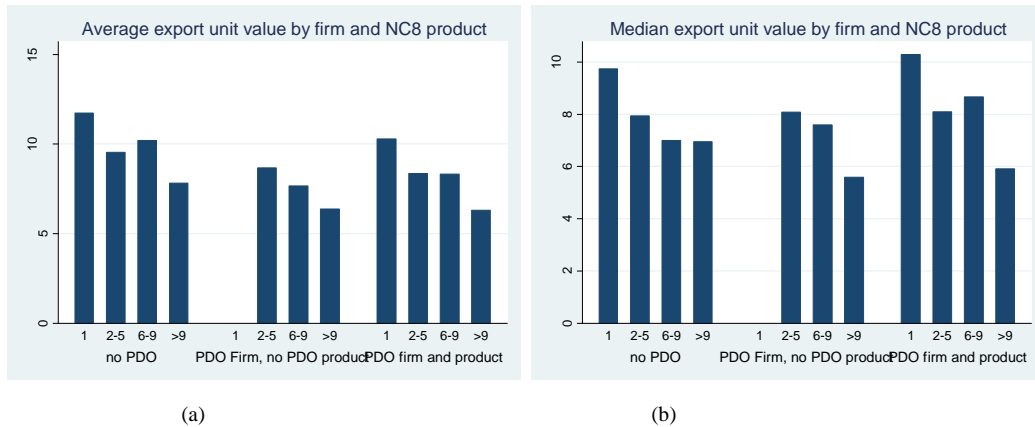 Average export unit value by firm and NC8 product
15
10
5
0
1 2-5 6-9 >9 1 2-5 6-9 >9 1 2-5 6-9 >9
no PDO PDO Firm, no PDO product PDO firm and product
(a)
Median export unit value by firm and NC8 product
10
8
6
4
2
0
1 2-5 6-9 >9 1 2-5 6-9 >9 1 2-5 6-9 >9
no PDO PDO Firm, no PDO product PDO firm and product
(b)